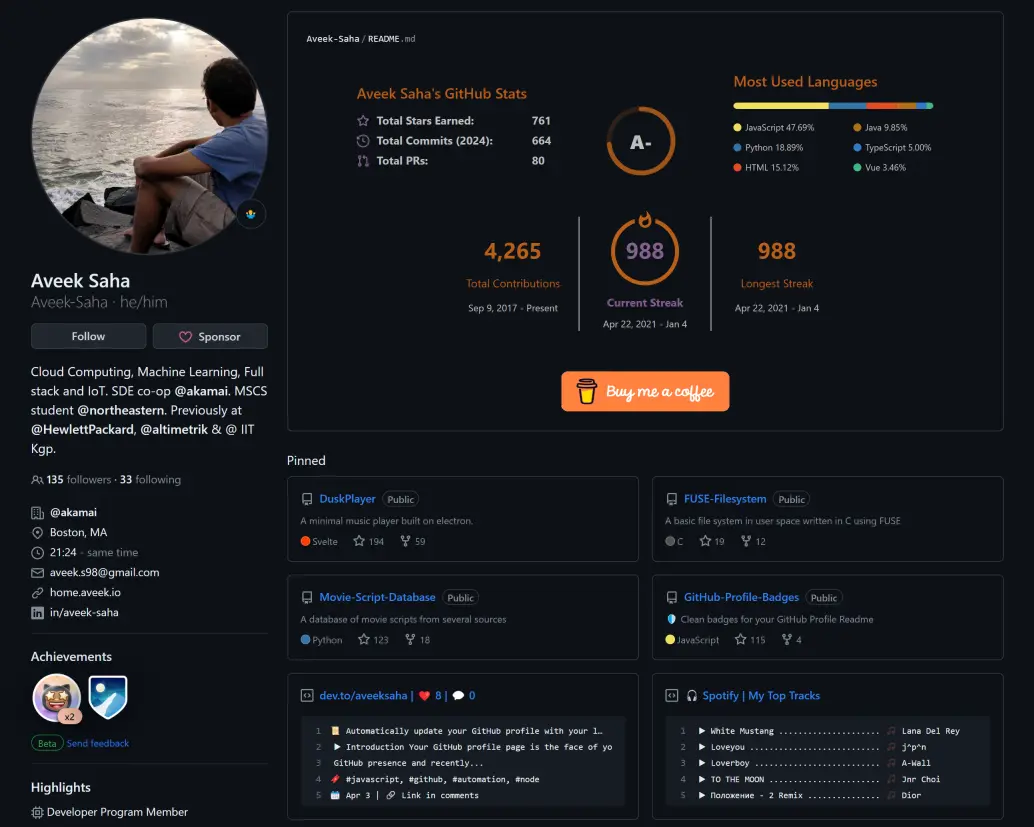 Aveek Saha
Aveek-Saha · he/him
Follow
Sponsor
Cloud Computing, Machine Learning, Full
stack and IoT. SDE co-op @akamai. MSCS
student @northeastern. Previously at
@HewlettPackard, @altimetrik & @ IIT
Kgp.
135 followers · 33 following
@akamai
Boston, MA
21:24 - same time
aveek.s98@gmail.com
home.aveek.io
in/aveek-saha
Achievements
x2
Beta Send feedback
Highlights
Developer Program Member
Aveek-Saha / README.md
Aveek Saha's GitHub Stats
Total Stars Earned: 761
Total Commits (2024): 664
Total PRs: 80
A-
Most Used Languages
JavaScript 47.69%
Java 9.85%
Python 18.89%
TypeScript 5.00%
HTML 15.12%
Vue 3.46%
4,265
Total Contributions
Sep 9, 2017 - Present
988
Current Streak
Apr 22, 2021 - Jan 4
988
Longest Streak
Apr 22, 2021 - Jan 4
Buy me a coffee
Pinned
DuskPlayer Public
A minimal music player built on electron.
Svelte 194 59
FUSE-Filesystem Public
A basic file system in user space written in C using FUSE
C 19 12
Movie-Script-Database Public
A database of movie scripts from several sources
Python 123 18
GitHub-Profile-Badges Public
Clean badges for your GitHub Profile Readme
JavaScript 115 4
dev.to/aveeksaha | ❤️ 8 | 💬 0
1 📜 Automatically update your GitHub profile with your l…
2 ▶ Introduction Your GitHub profile page is the face of yo
3 GitHub presence and recently...
4 📌 #javascript, #github, #automation, #node
5 🗓️ Apr 3 | 🔗 Link in comments
🎧 Spotify | My Top Tracks
1 ▶ White Mustang ..................... 🎵 Lana Del Rey
2 ▶ Loveyou ........................... 🎵 j^p^n
3 ▶ Loverboy .......................... 🎵 A-Wall
4 ▶ TO THE MOON ....................... 🎵 Jnr Choi
5 ▶ Положение - 2 Remix ............... 🎵 Dior